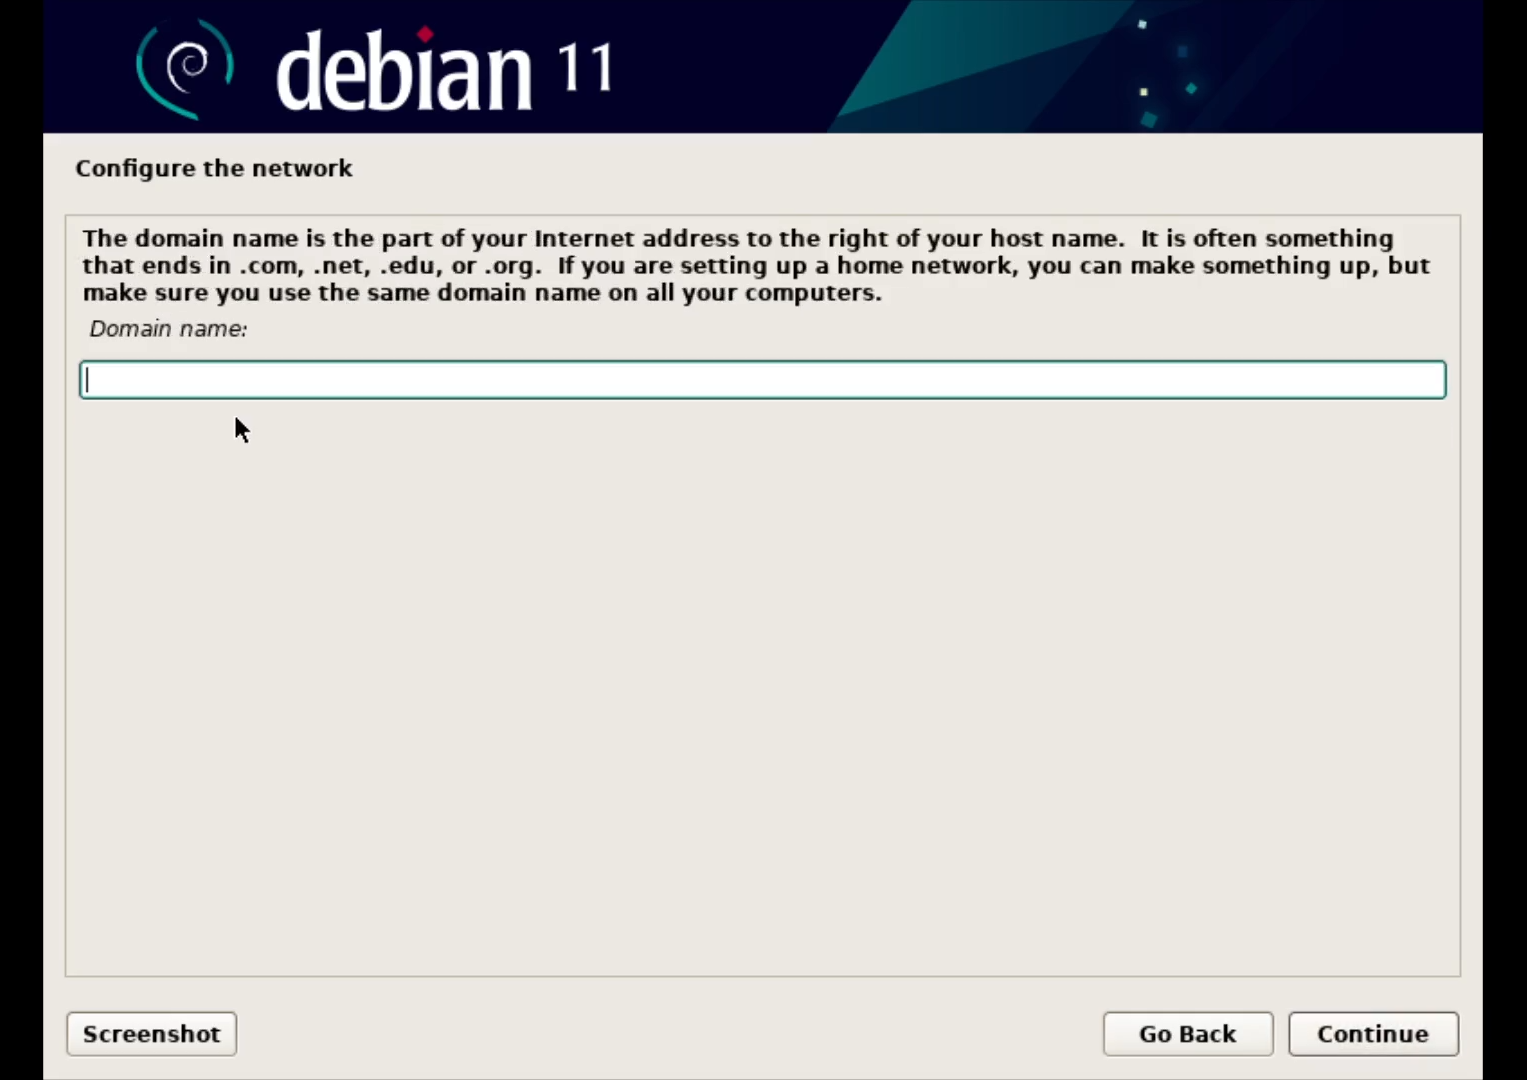 debian 11
Configure the network
The domain name is the part of your Internet address to the right of your host name.  It is often something
that ends in .com, .net, .edu, or .org.  If you are setting up a home network, you can make something up, but
make sure you use the same domain name on all your computers.
Domain name:
Screenshot
Go Back
Continue